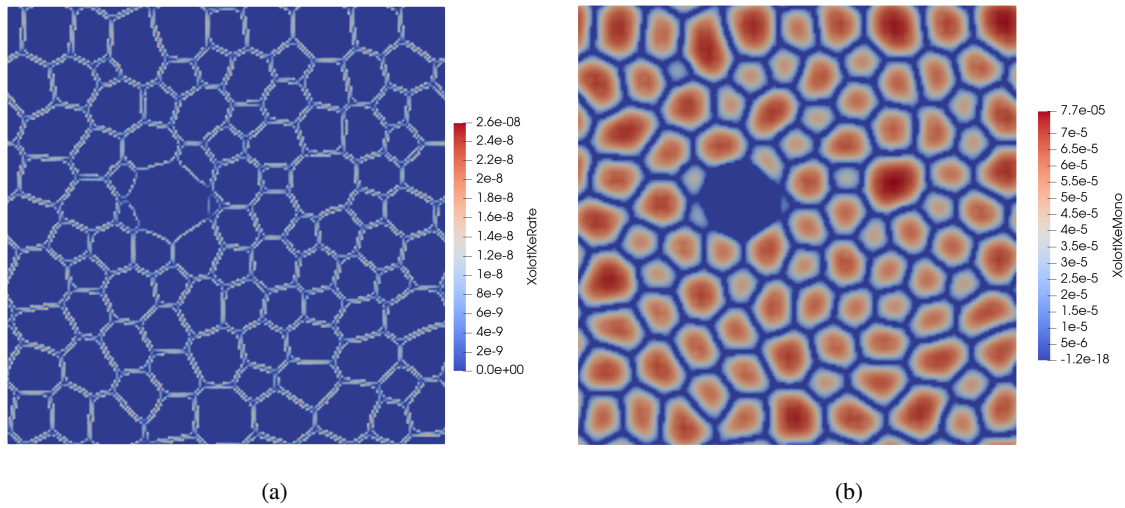 2.6e-08
2.4e-8
2.2e-8
2e-8
1.8e-8
1.6e-8
1.4e-8
1.2e-8
1e-8
8e-9
6e-9
4e-9
2e-9
0.0e+00
XolotlXeRate
7.7e-05
7e-5
6.5e-5
6e-5
5.5e-5
5e-5
4.5e-5
4e-5
3.5e-5
3e-5
2.5e-5
2e-5
1.5e-5
1e-5
5e-6
-1.2e-18
XolotlXeMono
(a)
(b)